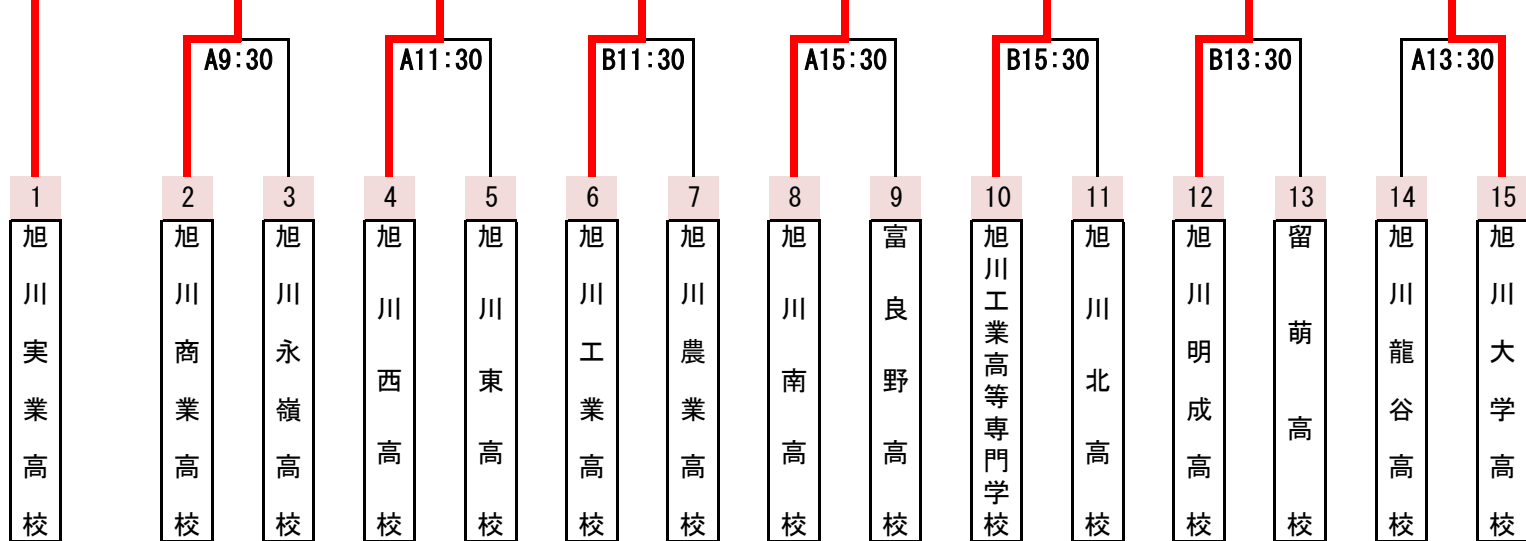 A9:30
A11:30
B11:30
A15:30
B15:30
B13:30
A13:30
1
2
3
4
5
6
7
8
9
10
11
12
13
14
15
旭川実業高校
旭川商業高校
旭川永嶺高校
旭川西高校
旭川東高校
旭川工業高校
旭川農業高校
旭川南高校
富良野高校
旭川工業高等専門学校
旭川北高校
旭川明成高校
留萌高校
旭川龍谷高校
旭川大学高校